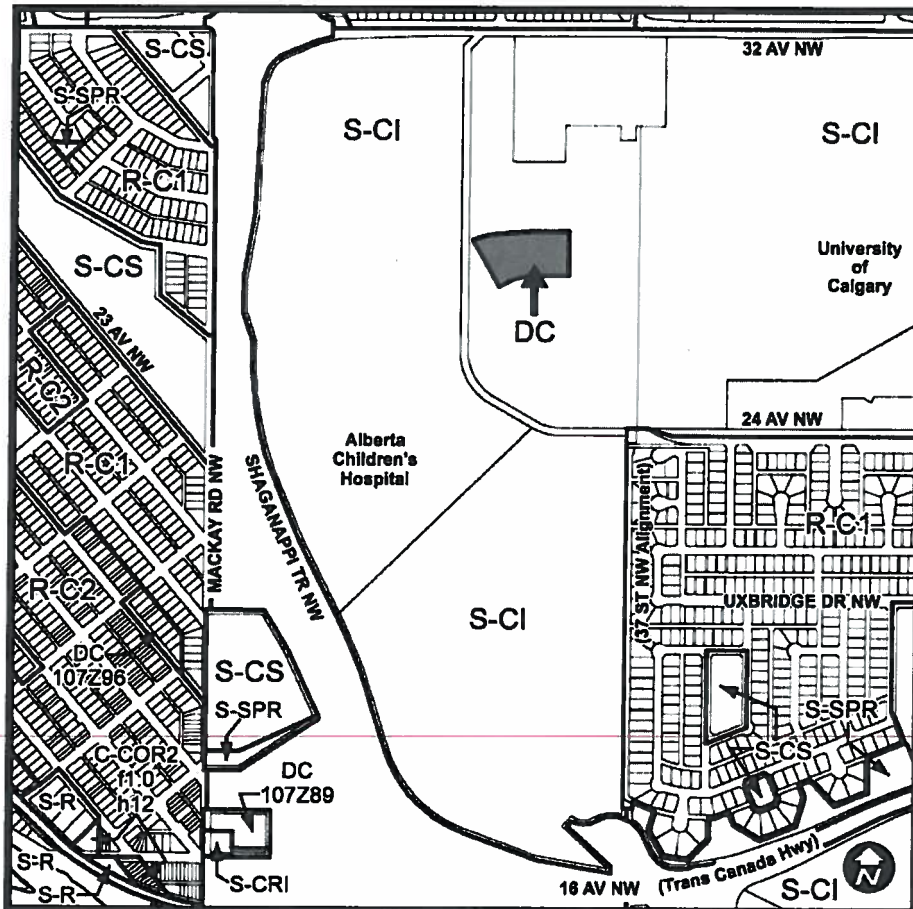 S-CS
32 AV NW
S-SPR
S-CI
S-CI
R-C1
S-CS
University
of
Calgary
DC
23 AV NW
R-C2
24 AV NW
Alberta
Children's
Hospital
R-C1
MACKAY RD NW
SHAGANAPPI TR NW
(37 ST NW Alignment)
R-C1
R-C2
UXBRIDGE DR NW
S-CI
DC
107Z96
S-CS
S-SPR
S-SPR
S-CS
C-COR2
f1.0
h12
DC
107Z89
S-R
S-R
S-R
S-CRI
16 AV NW
(Trans Canada Hwy)
S-CI
N